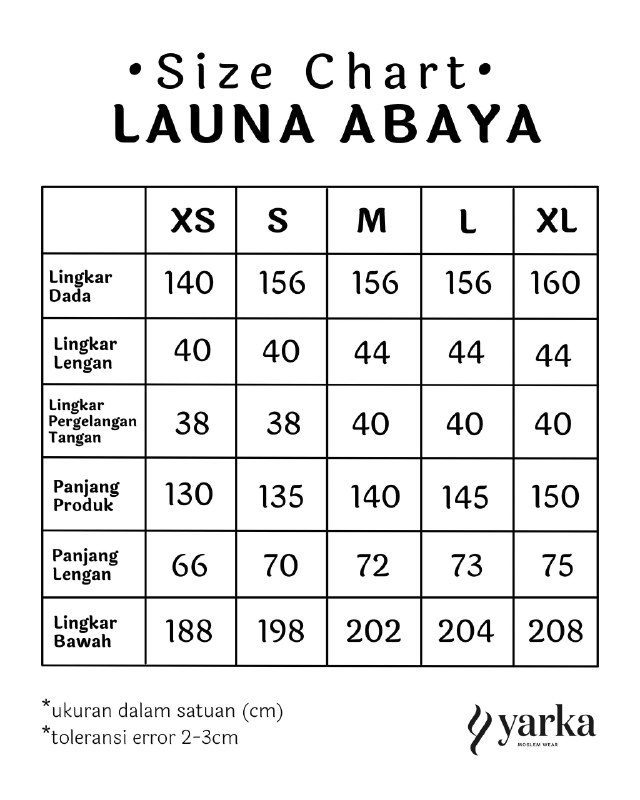 •Size Chart•
LAUNA ABAYA
XS S M L XL
Lingkar Dada 140 156 156 156 160
Lingkar Lengan 40 40 44 44 44
Lingkar Pergelangan Tangan 38 38 40 40 40
Panjang Produk 130 135 140 145 150
Panjang Lengan 66 70 72 73 75
Lingkar Bawah 188 198 202 204 208
*ukuran dalam satuan (cm)
*toleransi error 2-3cm
yarka
MOSLEM WEAR